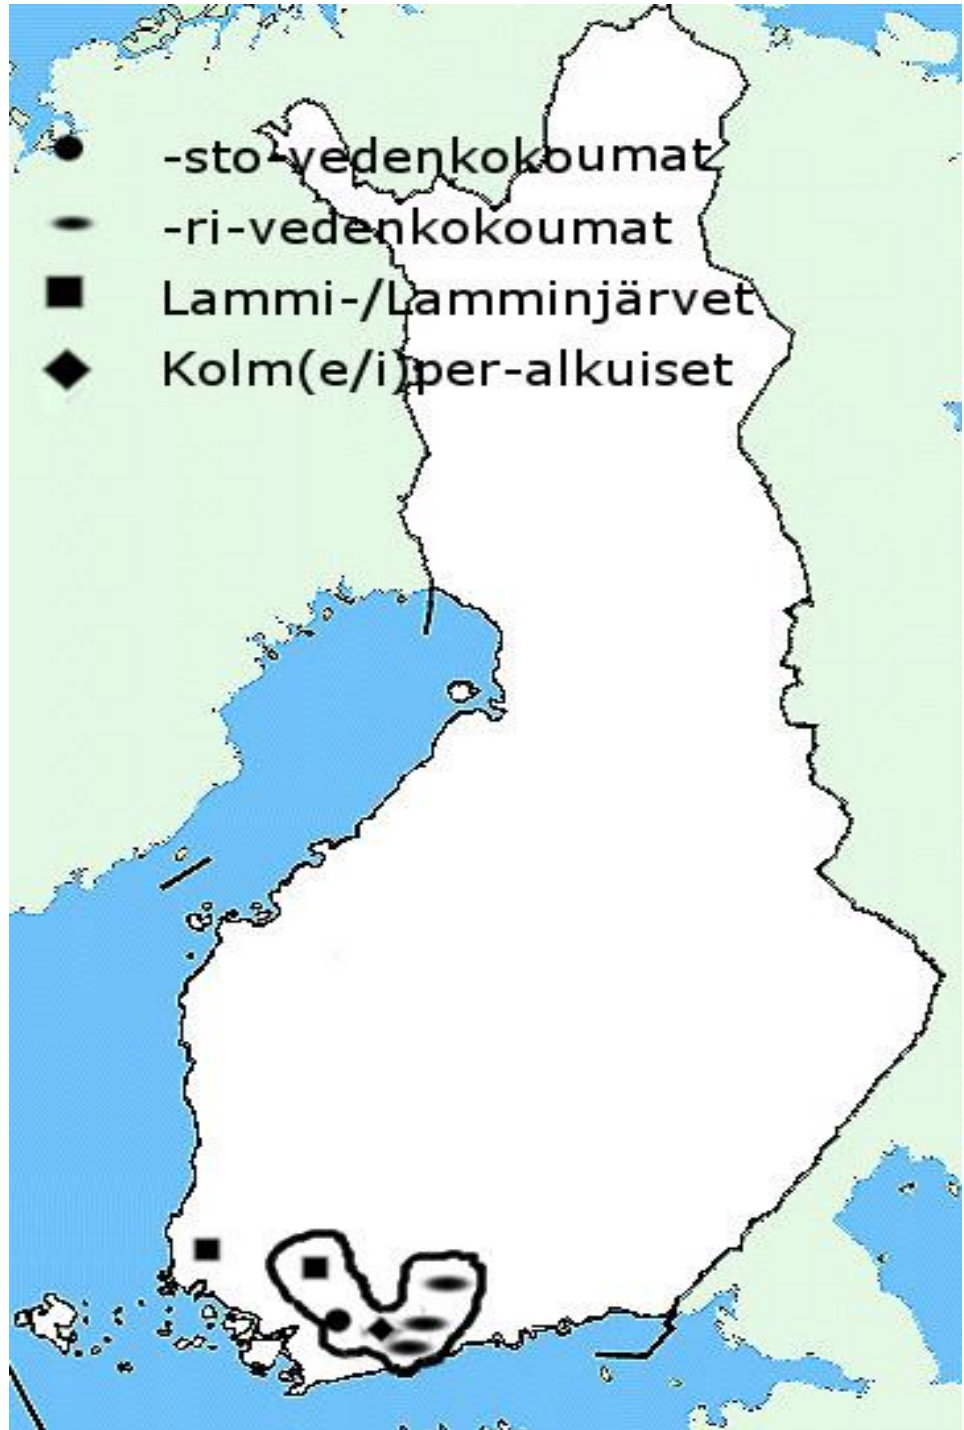 -sto-vedenkokoumat
-ri-vedenkokoumat
Lammi-/Lamminjärvet
Kolm(e/i)per-alkuiset